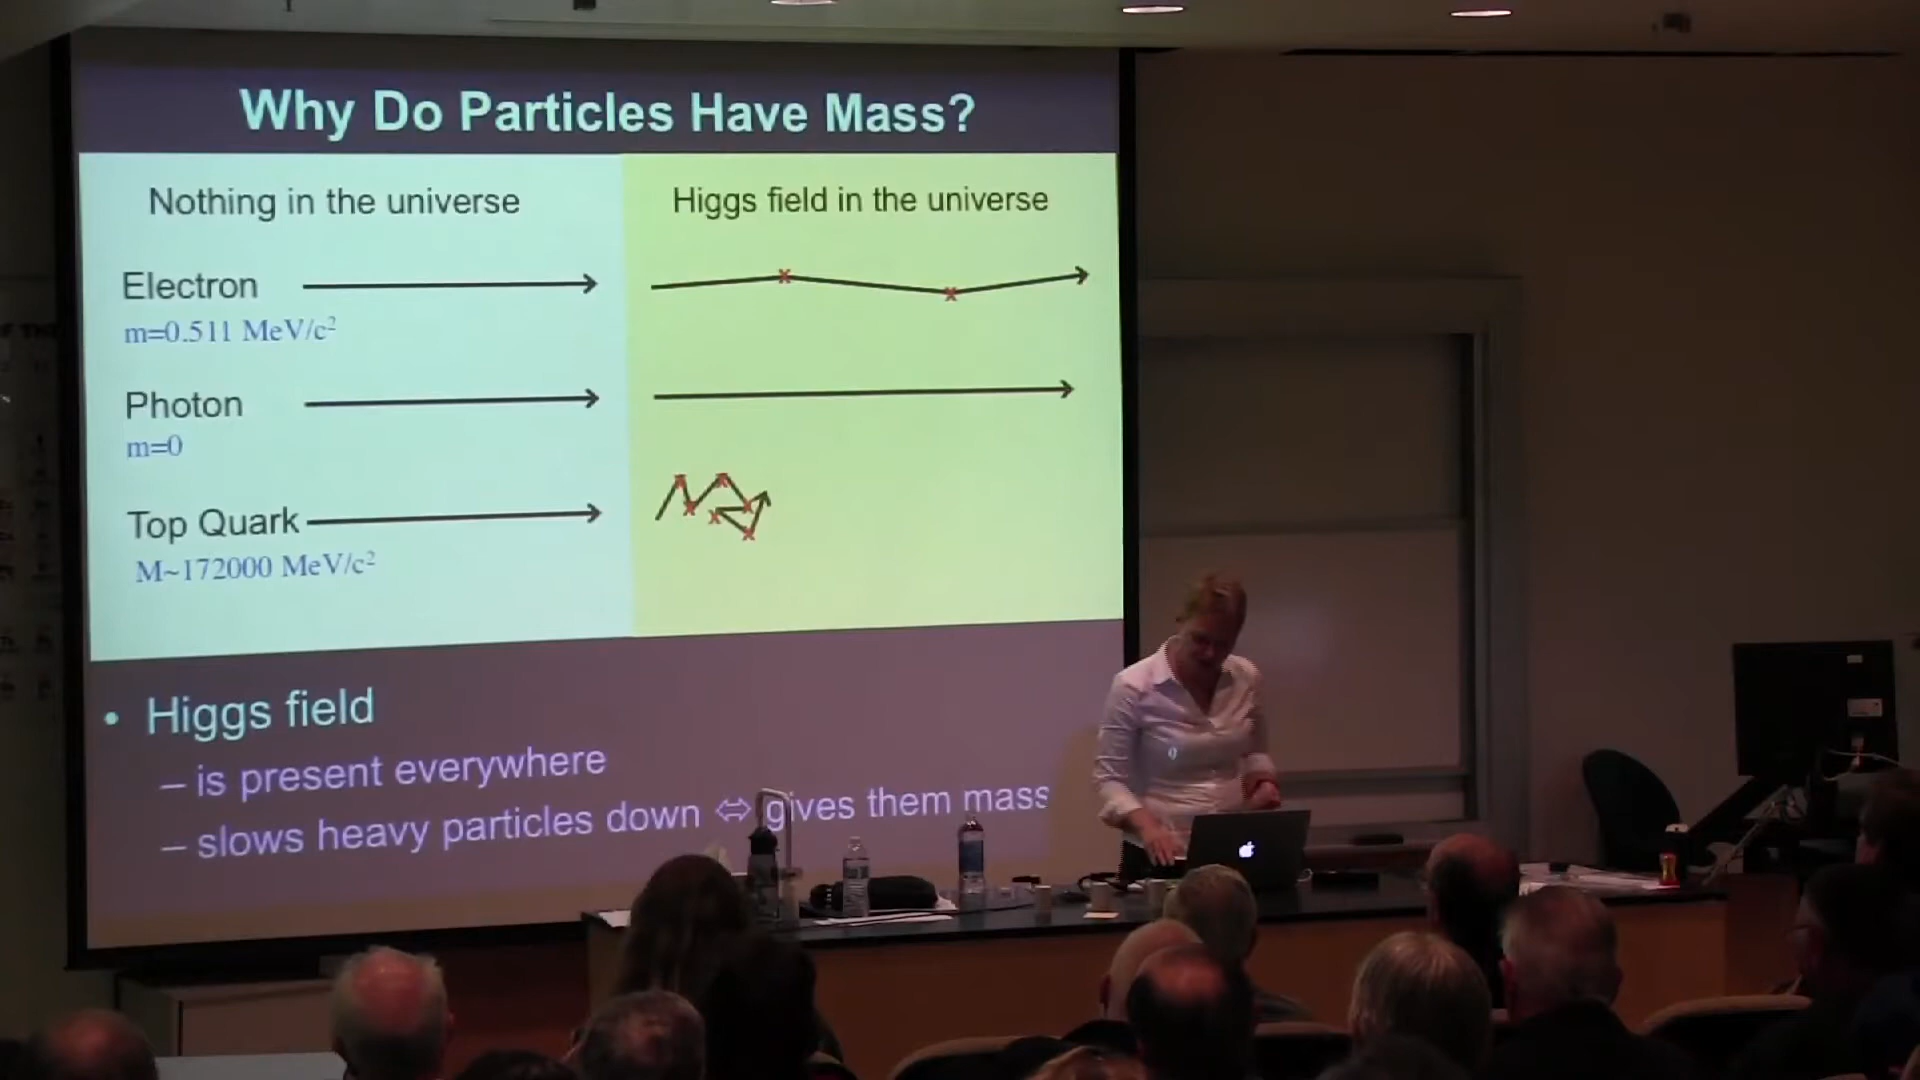 Why Do Particles Have Mass?
Nothing in the universe
Higgs field in the universe
Electron
m=0.511 MeV/c²
Photon
m=0
Top Quark
M~172000 MeV/c²
• Higgs field
– is present everywhere
– slows heavy particles down ⇔ gives them mass